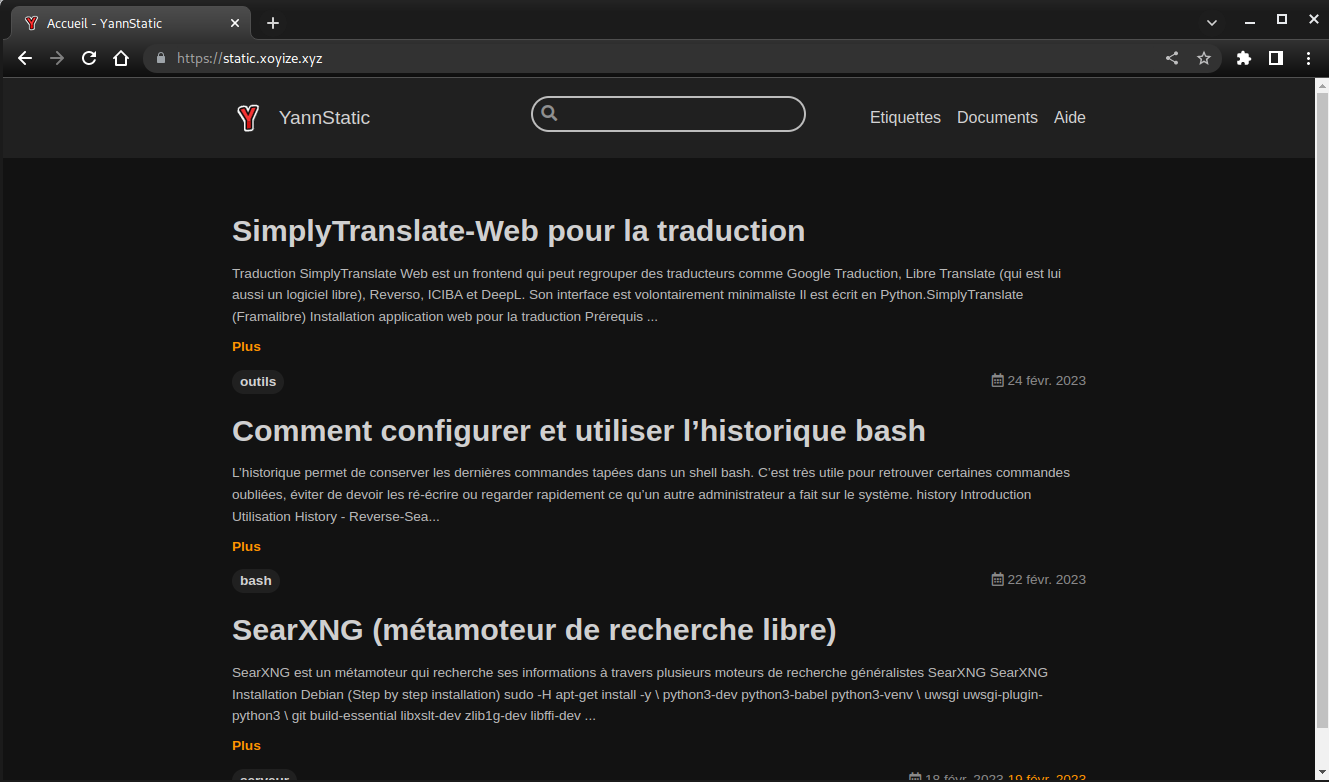 Accueil - YannStatic
https://static.xoyize.xyz
YannStatic
Etiquettes Documents Aide
SimplyTranslate-Web pour la traduction
Traduction SimplyTranslate Web est un frontend qui peut regrouper des traducteurs comme Google Traduction, Libre Translate (qui est lui
aussi un logiciel libre), Reverso, ICIBA et DeepL. Son interface est volontairement minimaliste Il est écrit en Python.SimplyTranslate
(Framalibre) Installation application web pour la traduction Prérequis ...
Plus
outils 24 févr. 2023
Comment configurer et utiliser l’historique bash
L’historique permet de conserver les dernières commandes tapées dans un shell bash. C’est très utile pour retrouver certaines commandes
oubliées, éviter de devoir les ré-écrire ou regarder rapidement ce qu’un autre administrateur a fait sur le système. history Introduction
Utilisation History - Reverse-Sea...
Plus
bash 22 févr. 2023
SearXNG (métamoteur de recherche libre)
SearXNG est un métamoteur qui recherche ses informations à travers plusieurs moteurs de recherche généralistes SearXNG SearXNG
Installation Debian (Step by step installation) sudo -H apt-get install -y \ python3-dev python3-babel python3-venv \ uwsgi uwsgi-plugin-
python3 \ git build-essential libxslt-dev zlib1g-dev libffi-dev ...
Plus
serveur 18 févr. 2023 19 févr. 2023